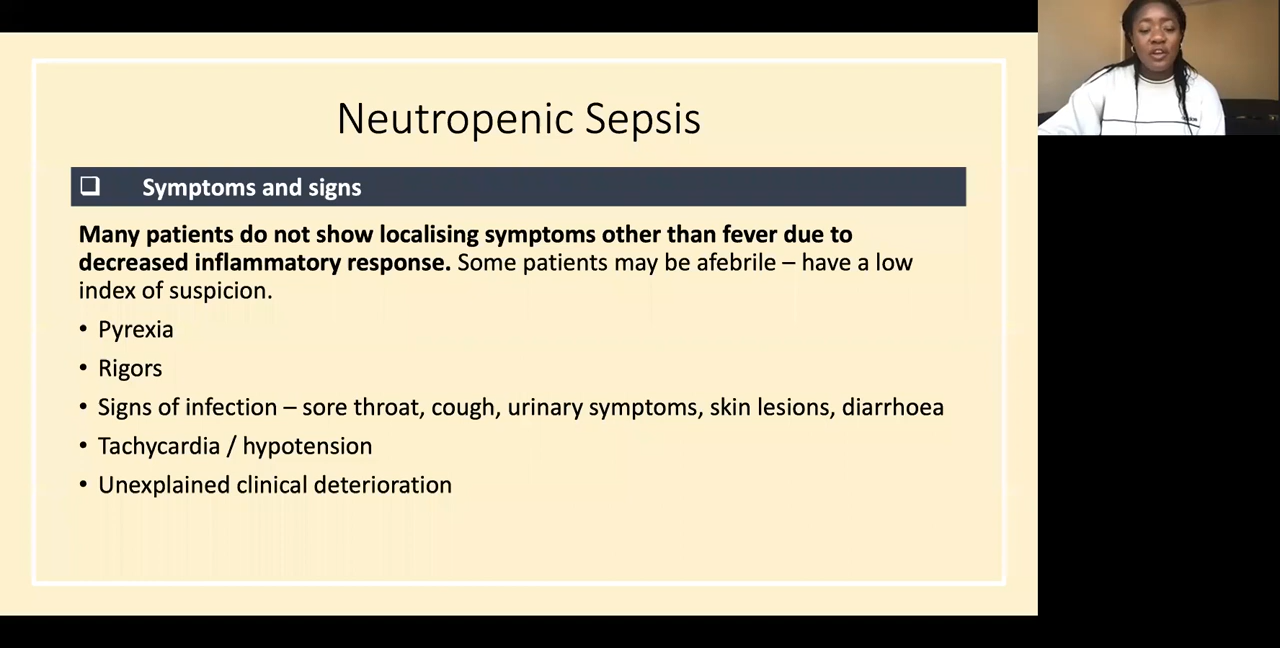 Neutropenic Sepsis
Symptoms and signs
Many patients do not show localising symptoms other than fever due to
decreased inflammatory response. Some patients may be afebrile – have a low
index of suspicion.
• Pyrexia
• Rigors
• Signs of infection – sore throat, cough, urinary symptoms, skin lesions, diarrhoea
• Tachycardia / hypotension
• Unexplained clinical deterioration